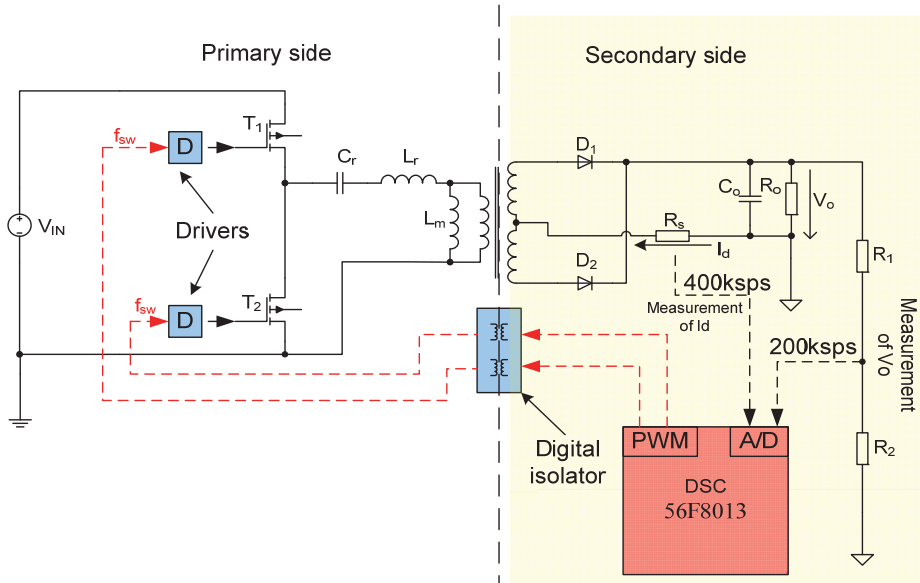 Primary side
Secondary side
T1
fsw
D
Cr
Lr
D1
Lm
Co
Ro
Vo
VIN
Drivers
Rs
Id
R1
D2
T2
fsw
D
400ksps
Measurement
of Id
200ksps
Measurement
of Vo
Digital
isolator
PWM
A/D
R2
DSC
56F8013